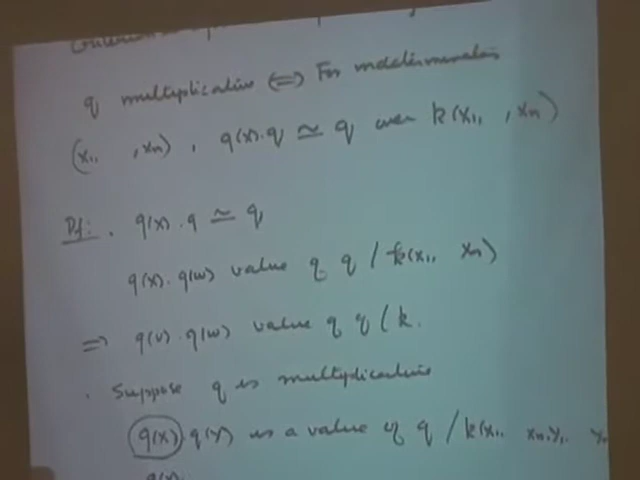 q multiplicative ⟺ For indeterminates
(x₁, , xₙ), q(x)·q ≃ q over k(x₁, , xₙ)
Pf: · q(x)·q ≃ q
q(x)·q(w) value of q / k(x₁, xₙ)
⟹ q(v)·q(w) value of q / k.
· Suppose q is multiplicative
q(x) q(y) is a value of q / k(x₁.. xₙ,y₁..
q(x)